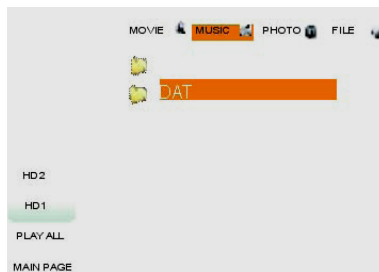 MOVIE MUSIC PHOTO FILE
DAT
HD2
HD1
PLAY ALL
MAIN PAGE